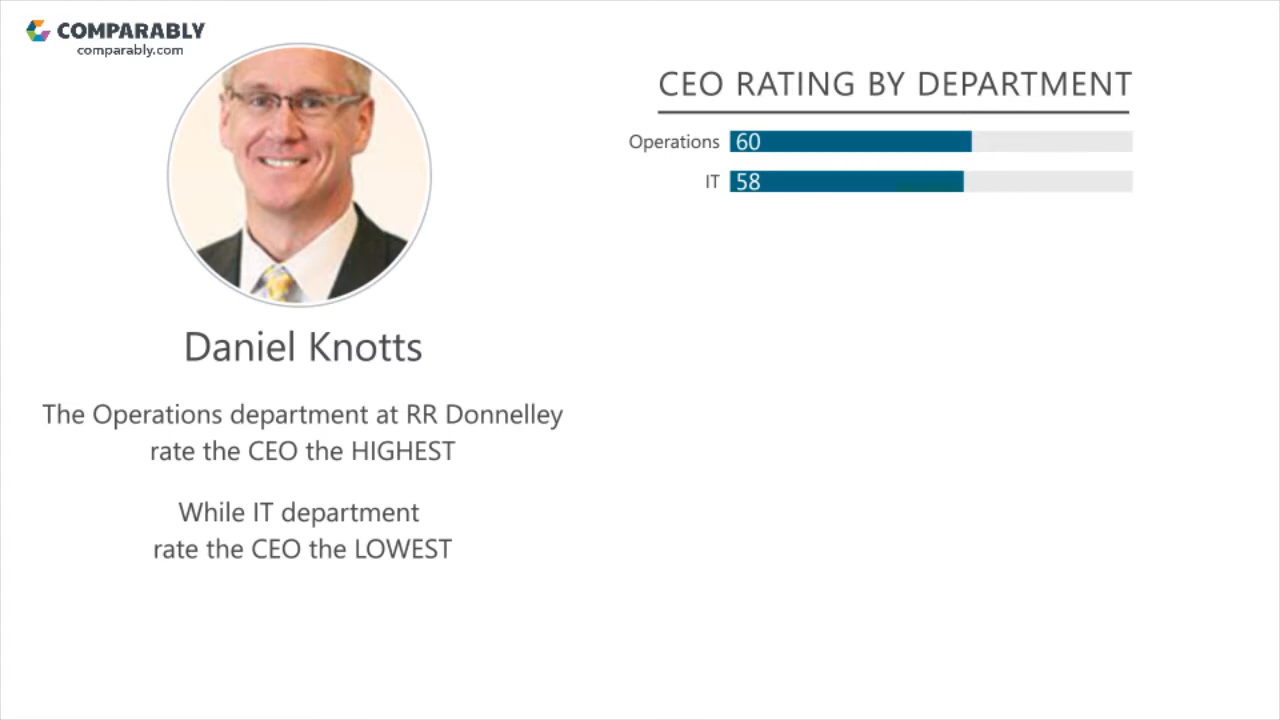 COMPARABLY
comparably.com
CEO RATING BY DEPARTMENT
Operations 60
IT 58
Daniel Knotts
The Operations department at RR Donnelley
rate the CEO the HIGHEST
While IT department
rate the CEO the LOWEST